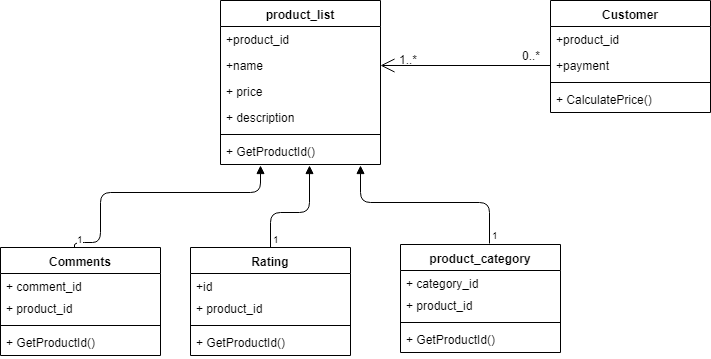 product_list
+product_id
+name
+ price
+ description
+ GetProductId()
1..*
0..*
Customer
+product_id
+payment
+ CalculatePrice()
1
1
1
Comments
+ comment_id
+ product_id
+ GetProductId()
Rating
+id
+ product_id
+ GetProductId()
product_category
+ category_id
+ product_id
+ GetProductId()